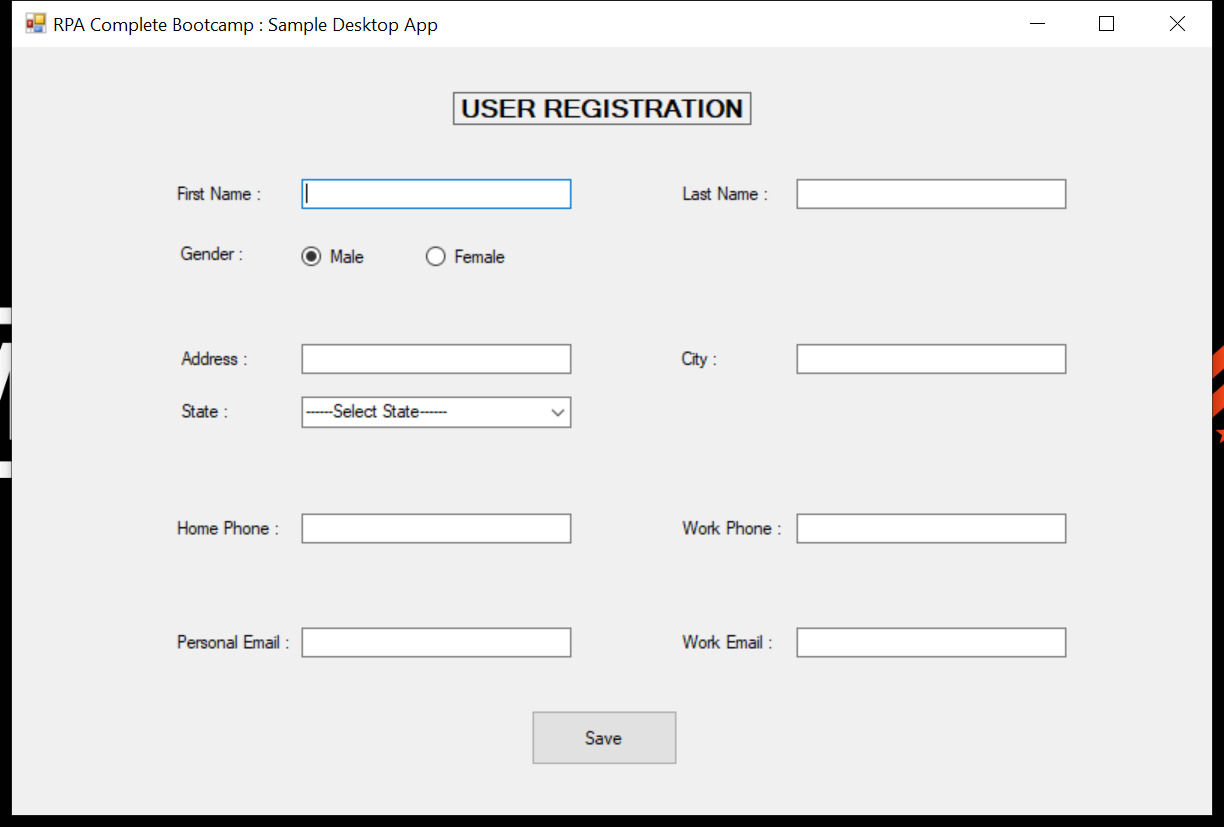 RPA Complete Bootcamp : Sample Desktop App
USER REGISTRATION
First Name :
Last Name :
Gender :
Male
Female
Address :
City :
State :
------Select State------
Home Phone :
Work Phone :
Personal Email :
Work Email :
Save